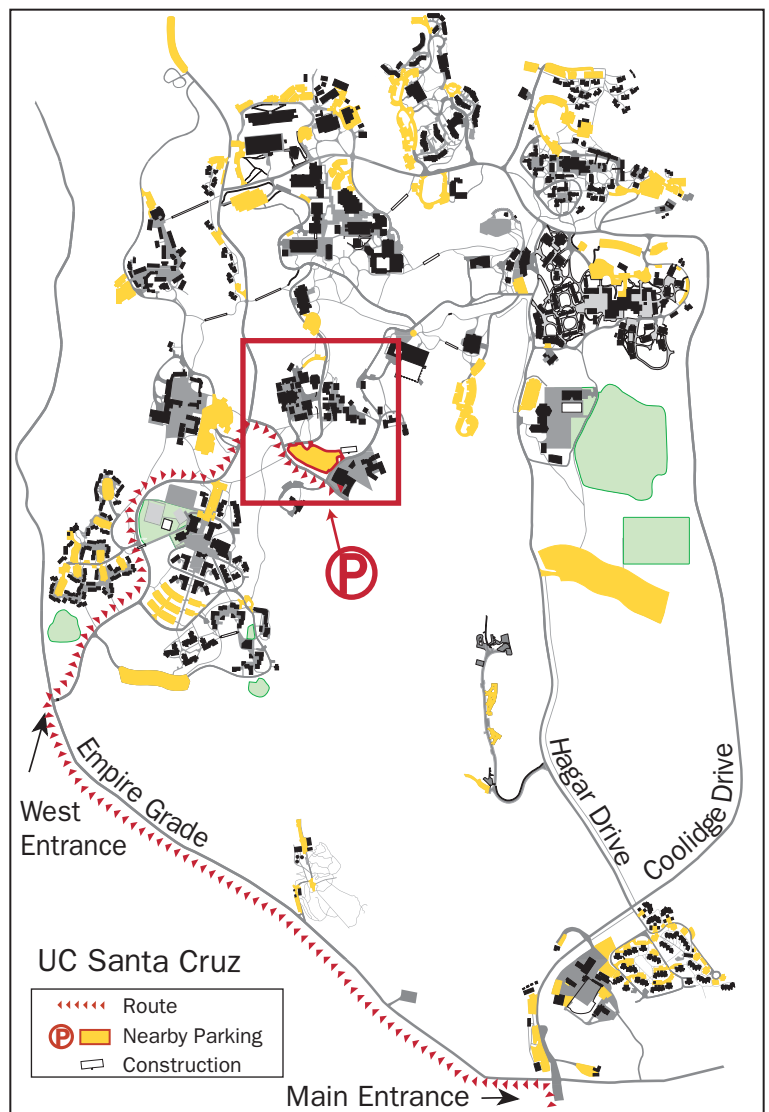 P
Empire Grade
West
Entrance
Hagar Drive
Coolidge Drive
UC Santa Cruz
Route
P Nearby Parking
Construction
Main Entrance